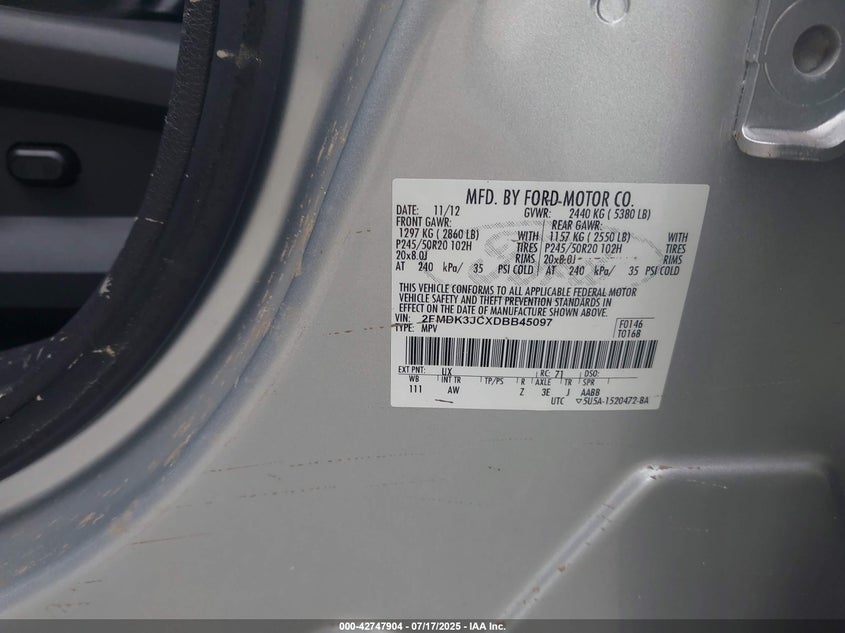 MFD. BY FORD MOTOR CO.
DATE: 11/12 GVWR: 2440 KG ( 5380 LB)
FRONT GAWR: REAR GAWR:
1297 KG ( 2860 LB) WITH 1157 KG ( 2550 LB) WITH
P245/50R20 102H TIRES P245/50R20 102H TIRES
20x8.0J RIMS 20x8.0J RIMS
AT 240 kPa/ 35 PSI COLD AT 240 kPa/ 35 PSI COLD
THIS VEHICLE CONFORMS TO ALL APPLICABLE FEDERAL MOTOR
VEHICLE SAFETY AND THEFT PREVENTION STANDARDS IN
EFFECT ON THE DATE OF MANUFACTURE SHOWN ABOVE.
VIN: 2FMDK3JCXDBB45097 F0146
TYPE: MPV T0168
EXT PNT: UX RC: 71 DSO:
WB INT TR TP/PS R AXLE TR SPR
111 AW Z 3E J AABB
UTC ▽5U5A-1520472-BA
000-42747904 / 07/17/2025 - IAA Inc.